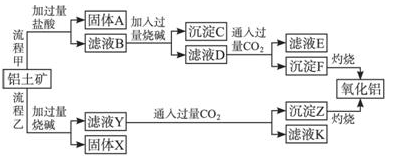 流程甲
加过量盐酸
固体A
滤液B
加入过量烧碱
沉淀C
滤液D
通入过量CO₂
滤液E
沉淀F
灼烧
氧化铝
铝土矿
流程乙
加过量烧碱
滤液Y
固体X
通入过量CO₂
沉淀Z
滤液K
灼烧